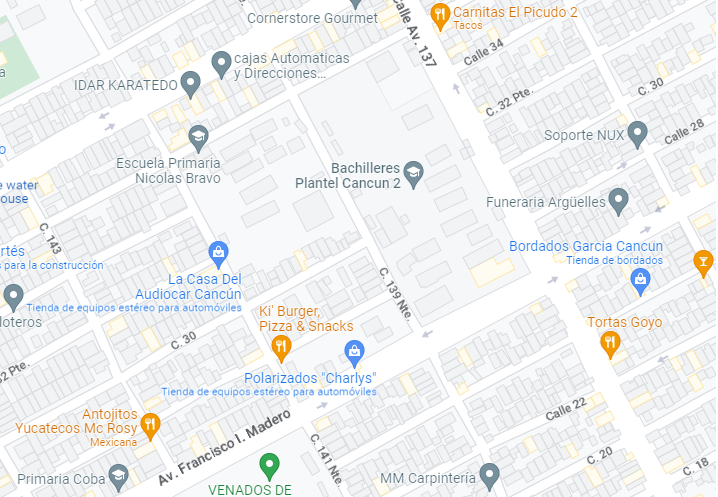 Cornerstore Gourmet
Calle Av. 137
Carnitas El Picudo 2
Tacos
Calle 34
cajas Automaticas
y Direcciones...
IDAR KARATEDO
C. 32 Pte.
C. 30
Calle 28
Soporte NUX
Escuela Primaria
Nicolas Bravo
Bachilleres
Plantel Cancun 2
e water
ouse
Funeraria Argüelles
C. 143
Bordados Garcia Cancun
Tienda de bordados
rtés
s para la construcción
La Casa Del
Audiocar Cancún
Tienda de equipos estéreo para automóviles
C. 139 Nte.
loteros
Ki' Burger,
Pizza & Snacks
C. 30
Tortas Goyo
32 Pte.
Polarizados "Charlys"
Tienda de equipos estéreo para automóviles
Antojitos
Yucatecos Mc Rosy
Mexicana
Av. Francisco I. Madero
Calle 22
C. 141 Nte.
C. 20
C. 18
Primaria Coba
MM Carpintería
VENADOS DE